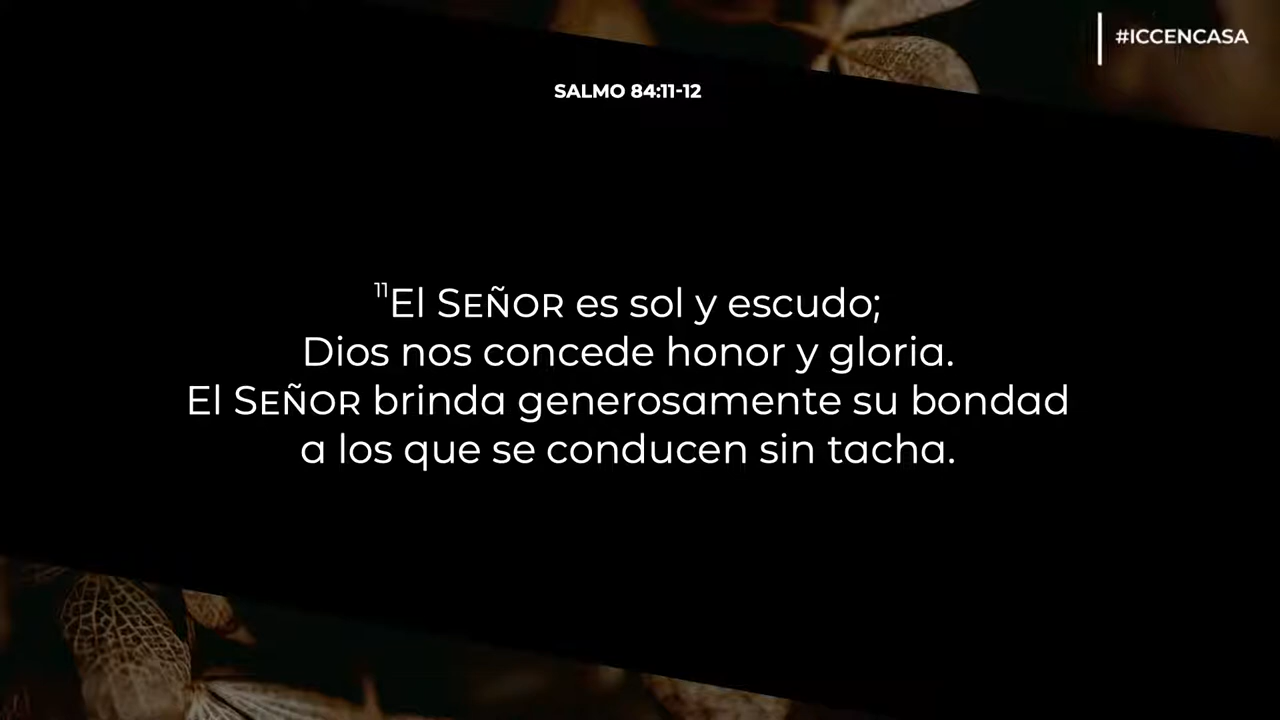 #ICCENCASA
SALMO 84:11-12
¹¹El SEÑOR es sol y escudo;
Dios nos concede honor y gloria.
El SEÑOR brinda generosamente su bondad
a los que se conducen sin tacha.